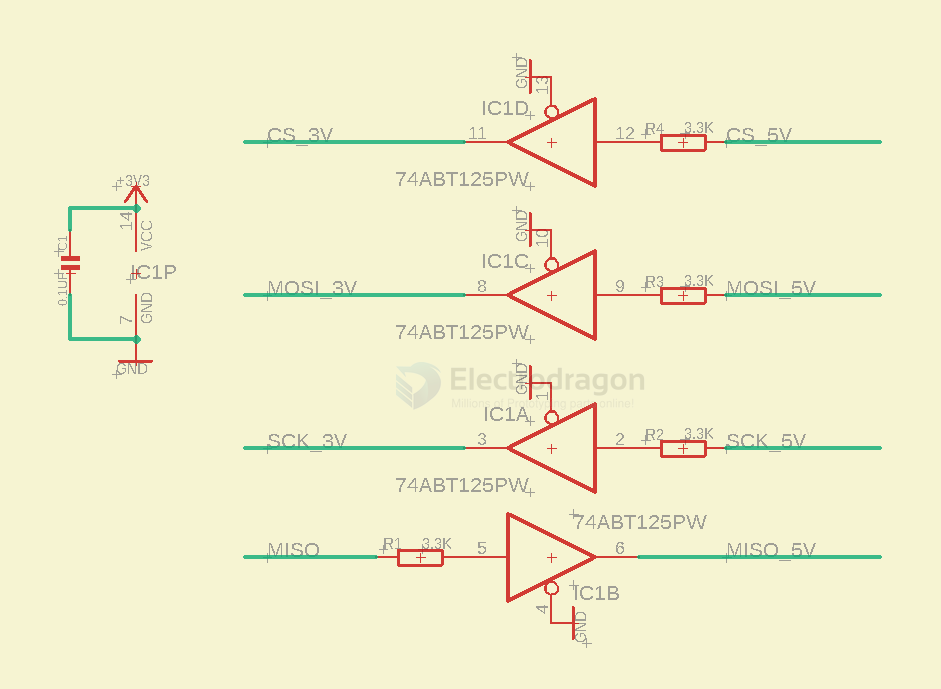 GND
13
IC1D
CS_3V
11
12
R4
3.3K
CS_5V
74ABT125PW
+3V3
14
VCC
C1
0.1UF
IC1P
GND
7
GND
GND
10
IC1C
MOSI_3V
8
9
R3
3.3K
MOSI_5V
74ABT125PW
Electrodragon
Millions of Prototyping parts online!
GND
1
IC1A
SCK_3V
3
2
R2
3.3K
SCK_5V
74ABT125PW
74ABT125PW
MISO
R1
3.3K
5
6
MISO_5V
IC1B
4
GND